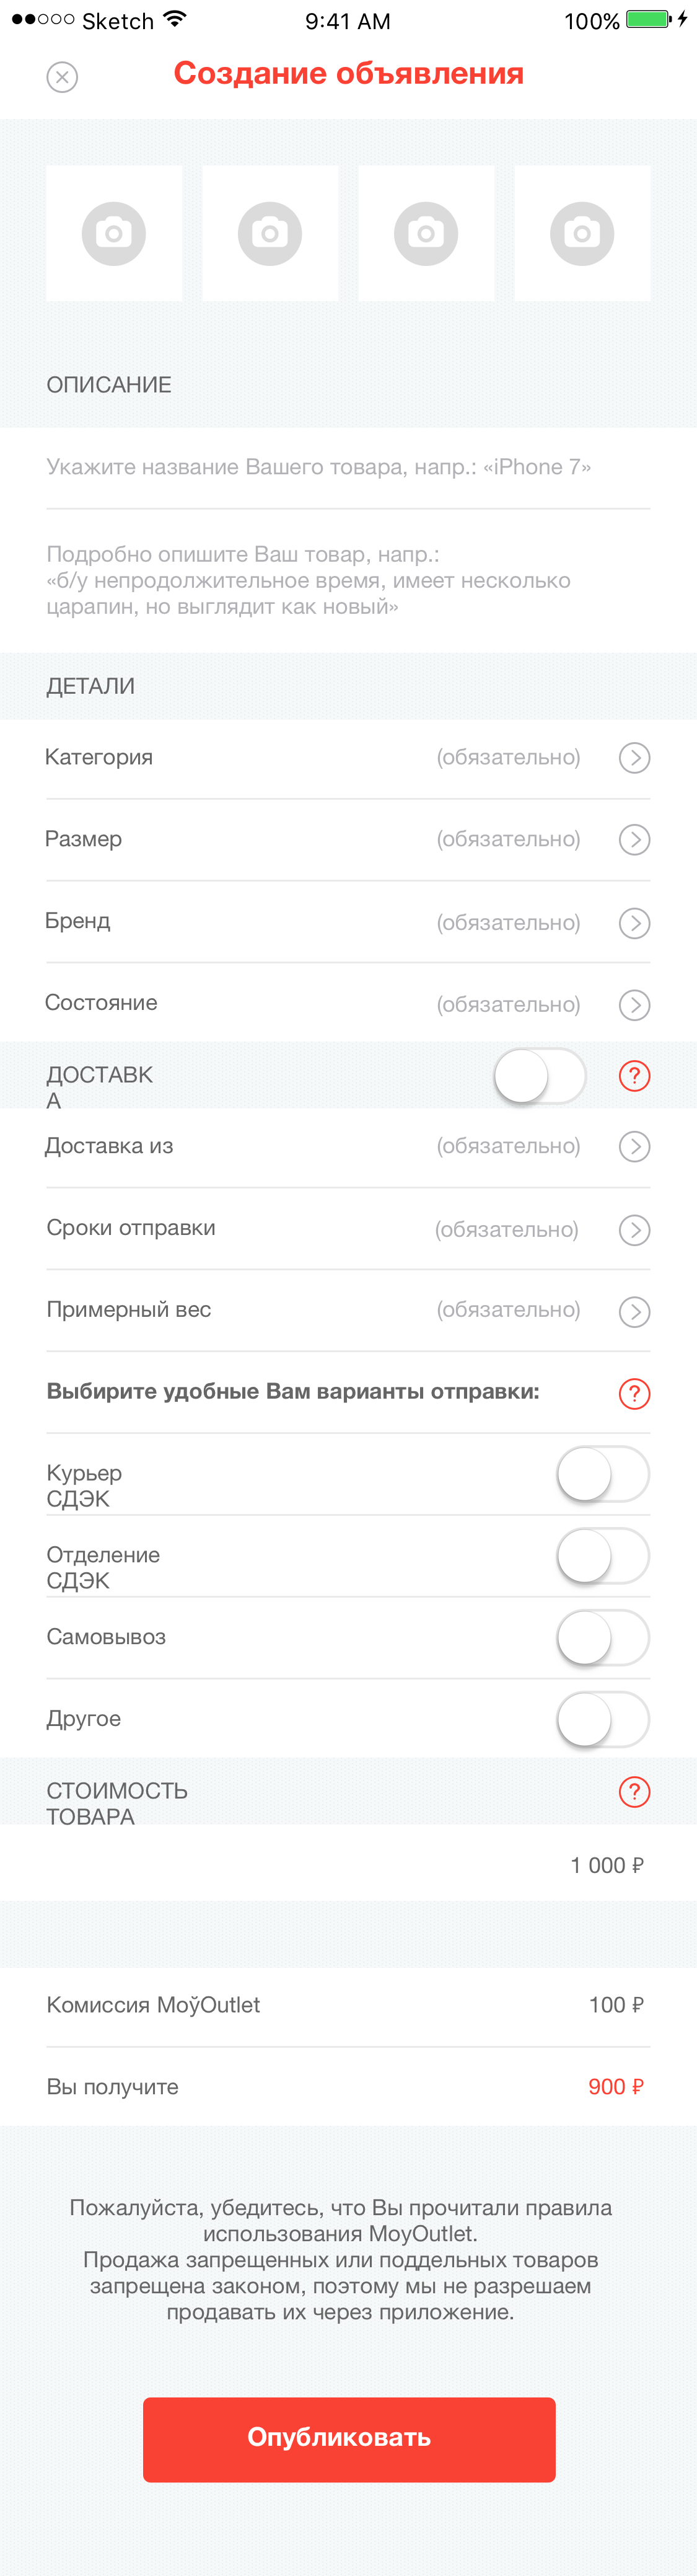 Sketch 9:41 AM 100%
Создание объявления
ОПИСАНИЕ
Укажите название Вашего товара, напр.: «iPhone 7»
Подробно опишите Ваш товар, напр.:
«б/у непродолжительное время, имеет несколько
царапин, но выглядит как новый»
ДЕТАЛИ
Категория (обязательно)
Размер (обязательно)
Бренд (обязательно)
Состояние (обязательно)
ДОСТАВК ?
А
Доставка из (обязательно)
Сроки отправки (обязательно)
Примерный вес (обязательно)
Выбирите удобные Вам варианты отправки: ?
Курьер
СДЭК
Отделение
СДЭК
Самовывоз
Другое
СТОИМОСТЬ ?
ТОВАРА
1 000 ₽
Комиссия MoўOutlet 100 ₽
Вы получите 900 ₽
Пожалуйста, убедитесь, что Вы прочитали правила
использования MoyOutlet.
Продажа запрещенных или поддельных товаров
запрещена законом, поэтому мы не разрешаем
продавать их через приложение.
Опубликовать